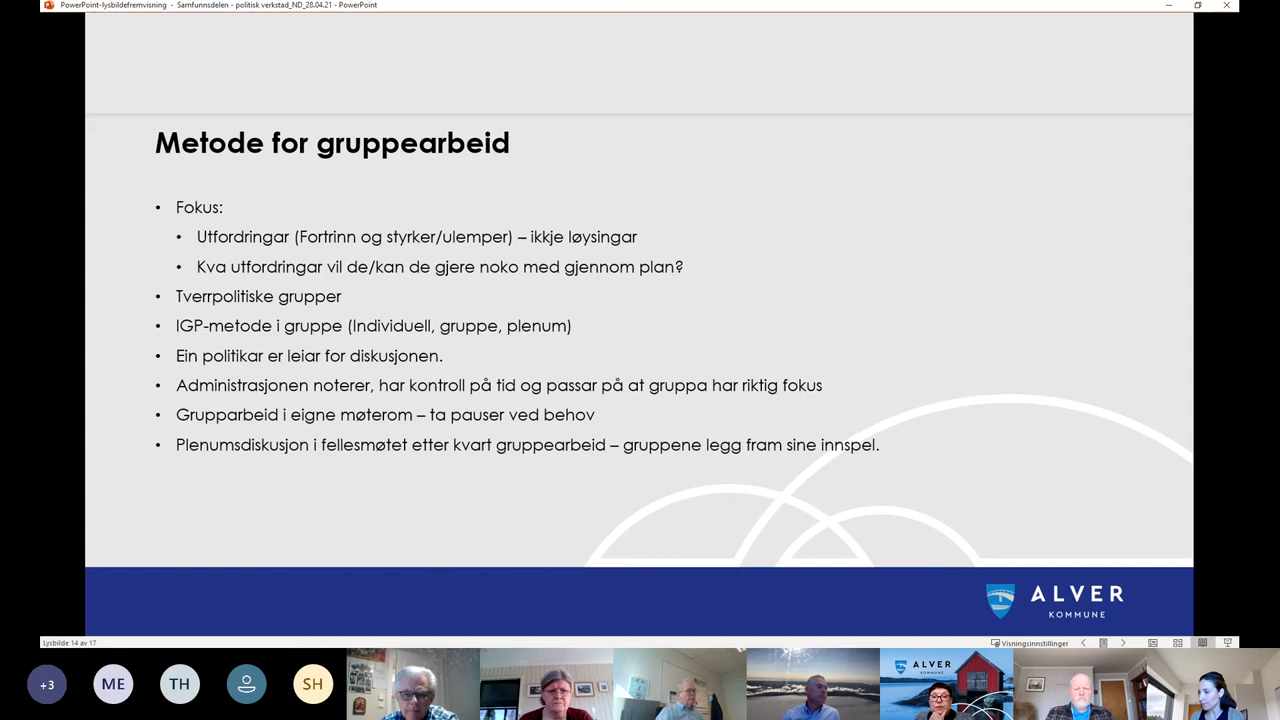 PowerPoint-lysbildefremvisning - Samfunnsdelen - politisk verkstad_ND_28.04.21 - PowerPoint
Metode for gruppearbeid
• Fokus:
• Utfordringar (Fortrinn og styrker/ulemper) – ikkje løysingar
• Kva utfordringar vil de/kan de gjere noko med gjennom plan?
• Tverrpolitiske grupper
• IGP-metode i gruppe (Individuell, gruppe, plenum)
• Ein politikar er leiar for diskusjonen.
• Administrasjonen noterer, har kontroll på tid og passar på at gruppa har riktig fokus
• Grupparbeid i eigne møterom – ta pauser ved behov
• Plenumsdiskusjon i fellesmøtet etter kvart gruppearbeid – gruppene legg fram sine innspel.
ALVER
KOMMUNE
Lysbilde 14 av 17
Visningsinnstillinger
+3
ME
TH
SH
ALVER